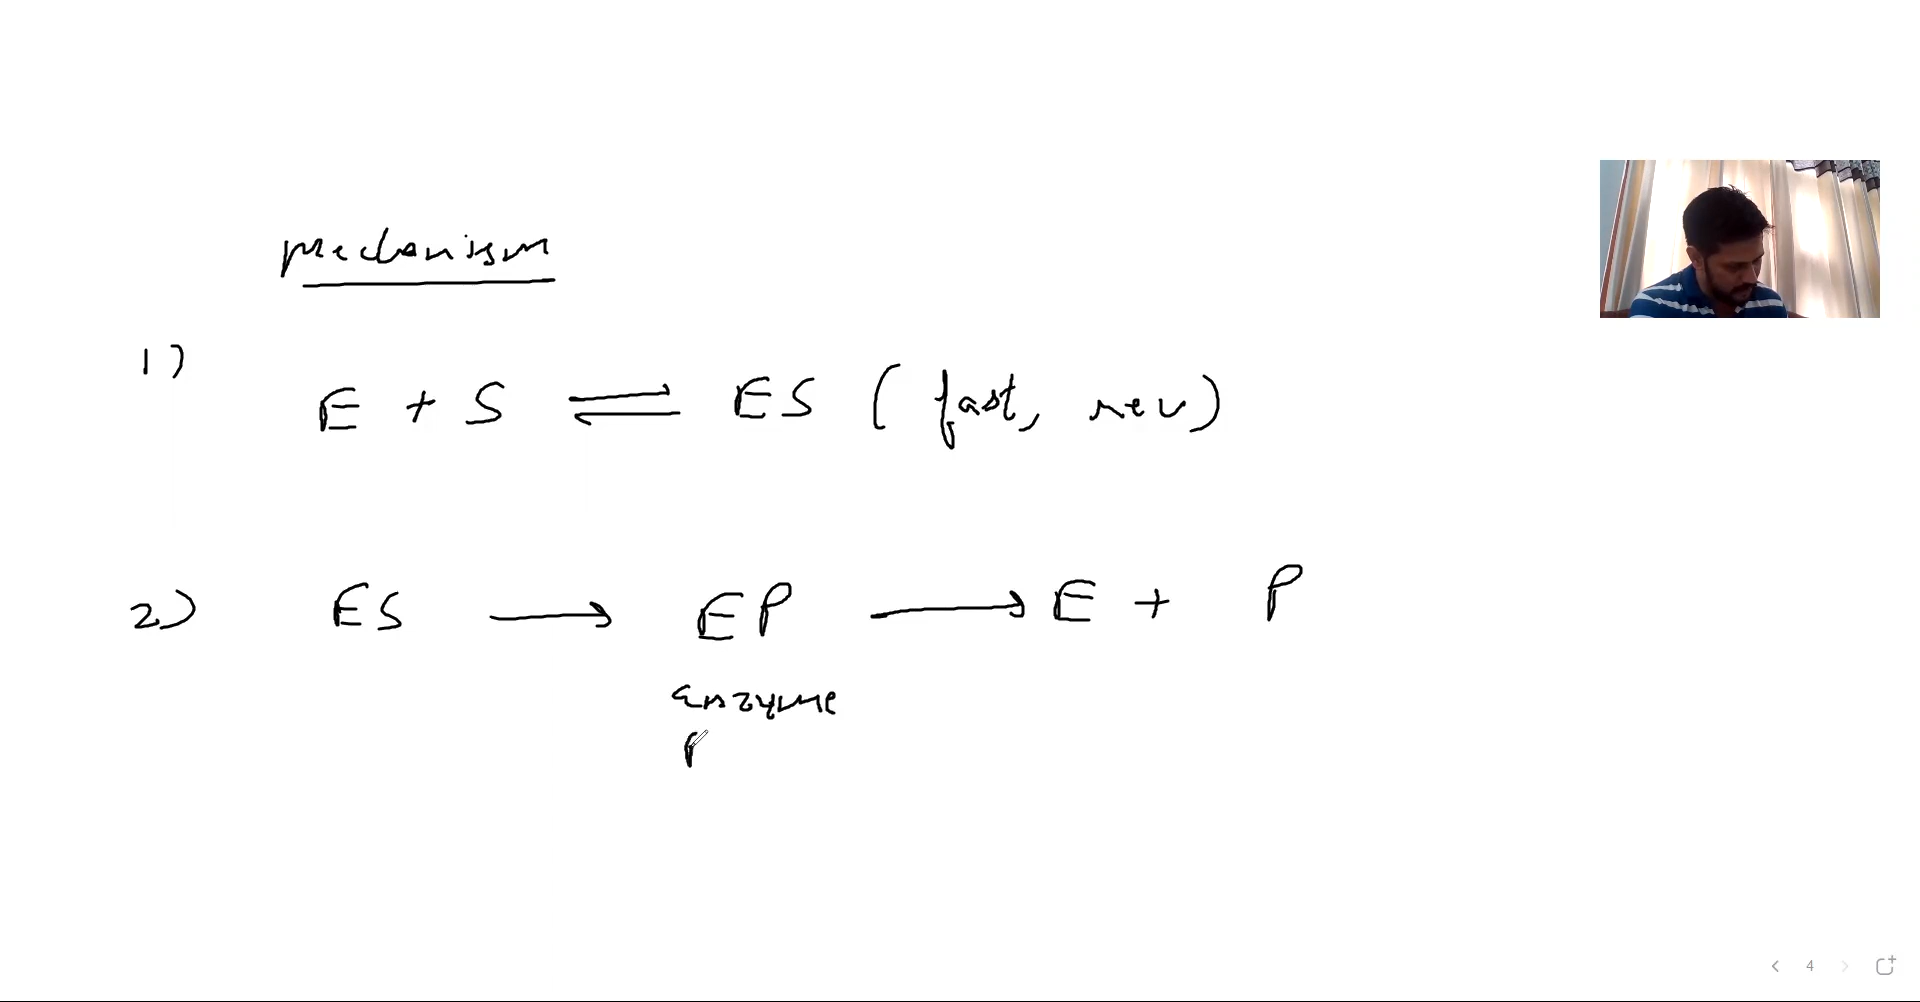 mechanism
1)
E + S ⇌ ES ( fast, rev )
2) ES ⟶ EP ⟶ E + P
enzyme
P
4